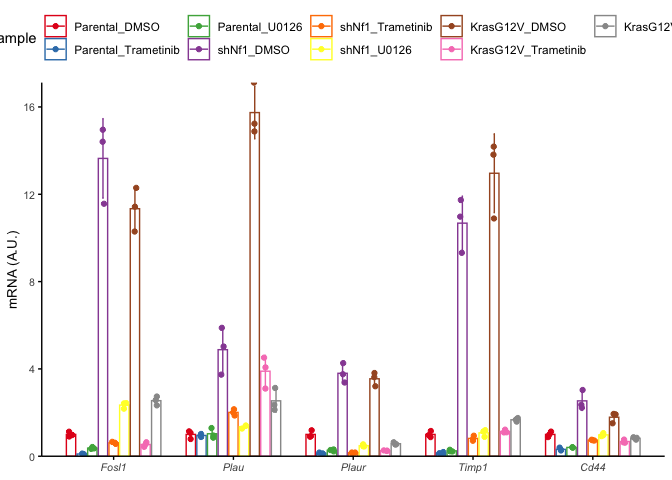 ample
Parental_DMSO Parental_U0126 shNf1_Trametinib KrasG12V_DMSO KrasG12V
Parental_Trametinib shNf1_DMSO shNf1_U0126 KrasG12V_Trametinib
16
12
8
4
0
mRNA (A.U.)
Fosl1 Plau Plaur Timp1 Cd44